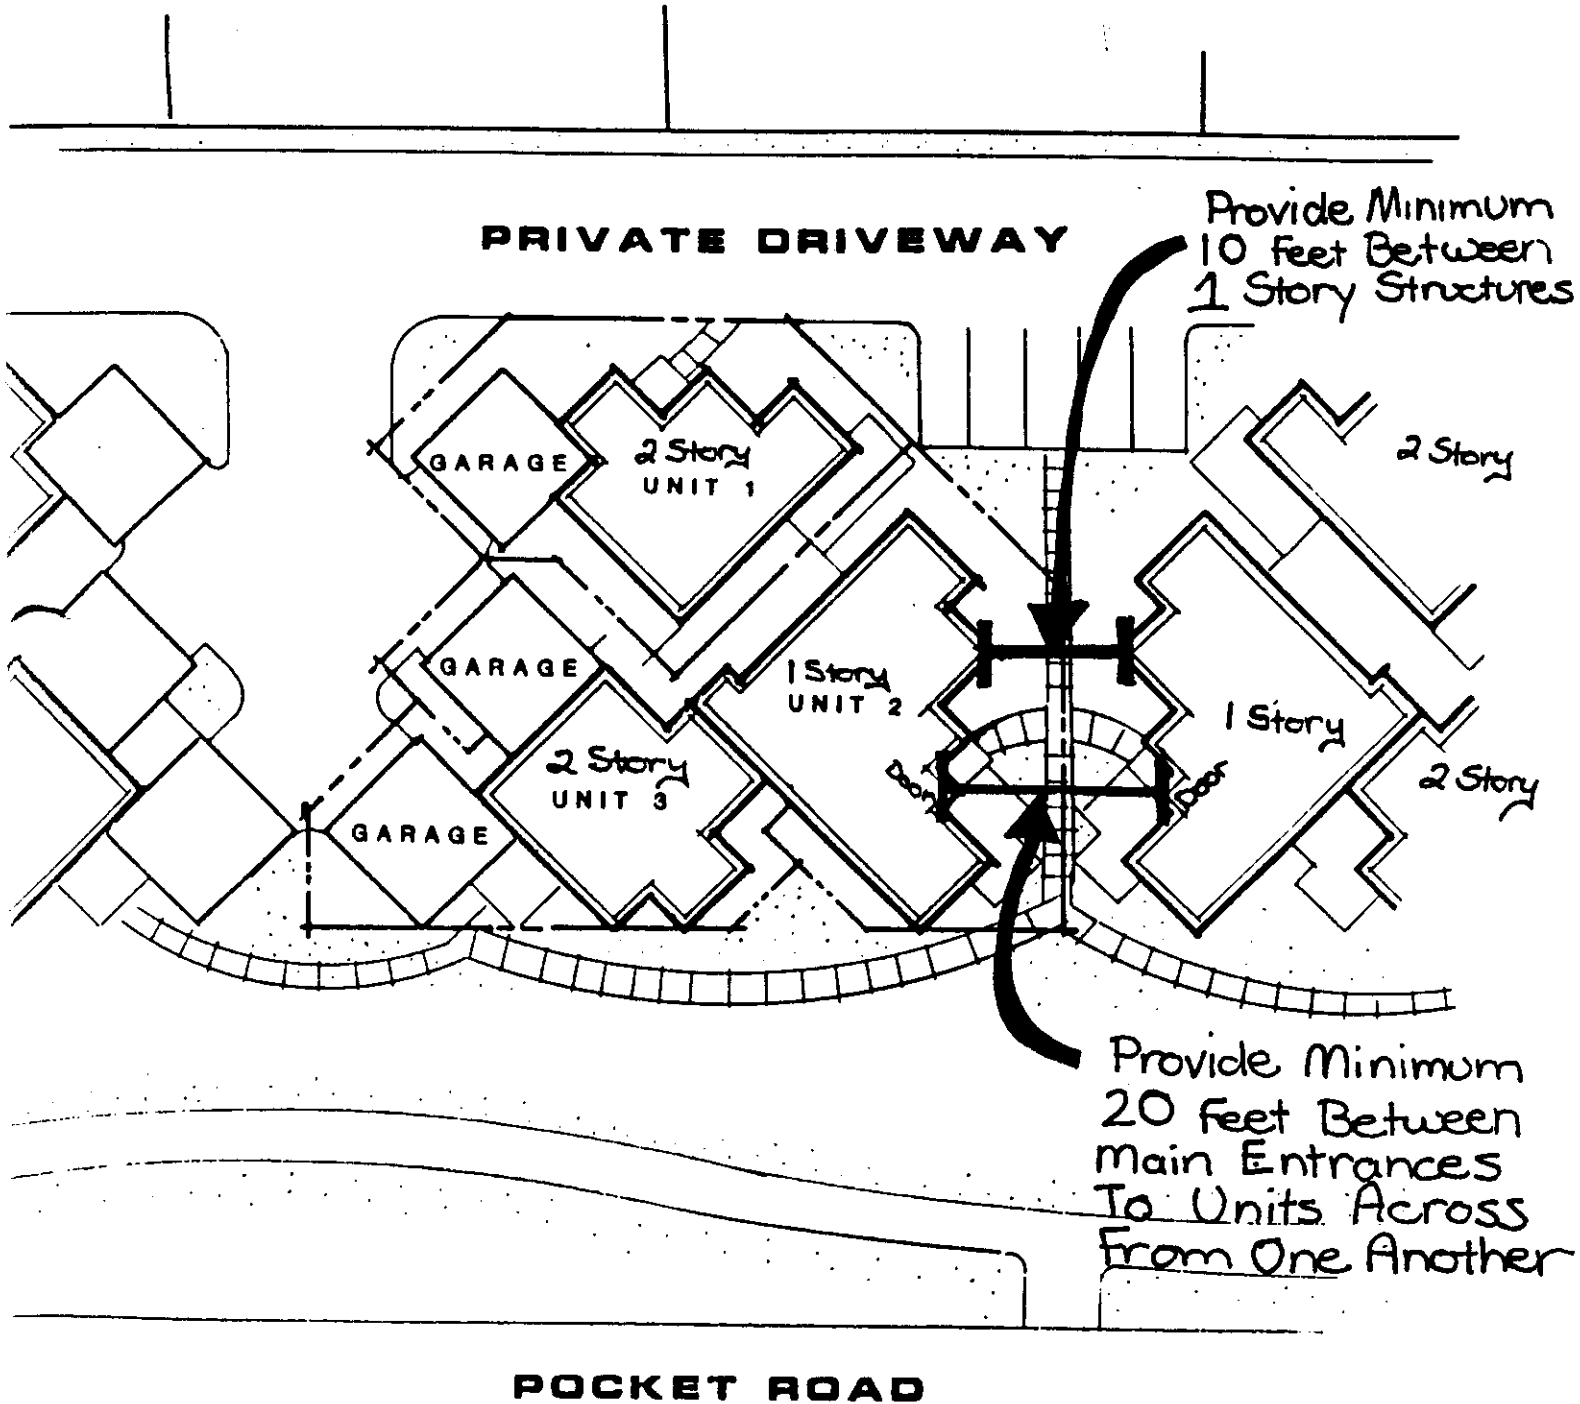 Provide Minimum
10 Feet Between
1 Story Structures
PRIVATE DRIVEWAY
GARAGE
2 Story
UNIT 1
2 Story
GARAGE
1 Story
UNIT 2
1 Story
2 Story
UNIT 3
2 Story
Door
Door
GARAGE
Provide Minimum
20 Feet Between
Main Entrances
To Units Across
From One Another
POCKET ROAD